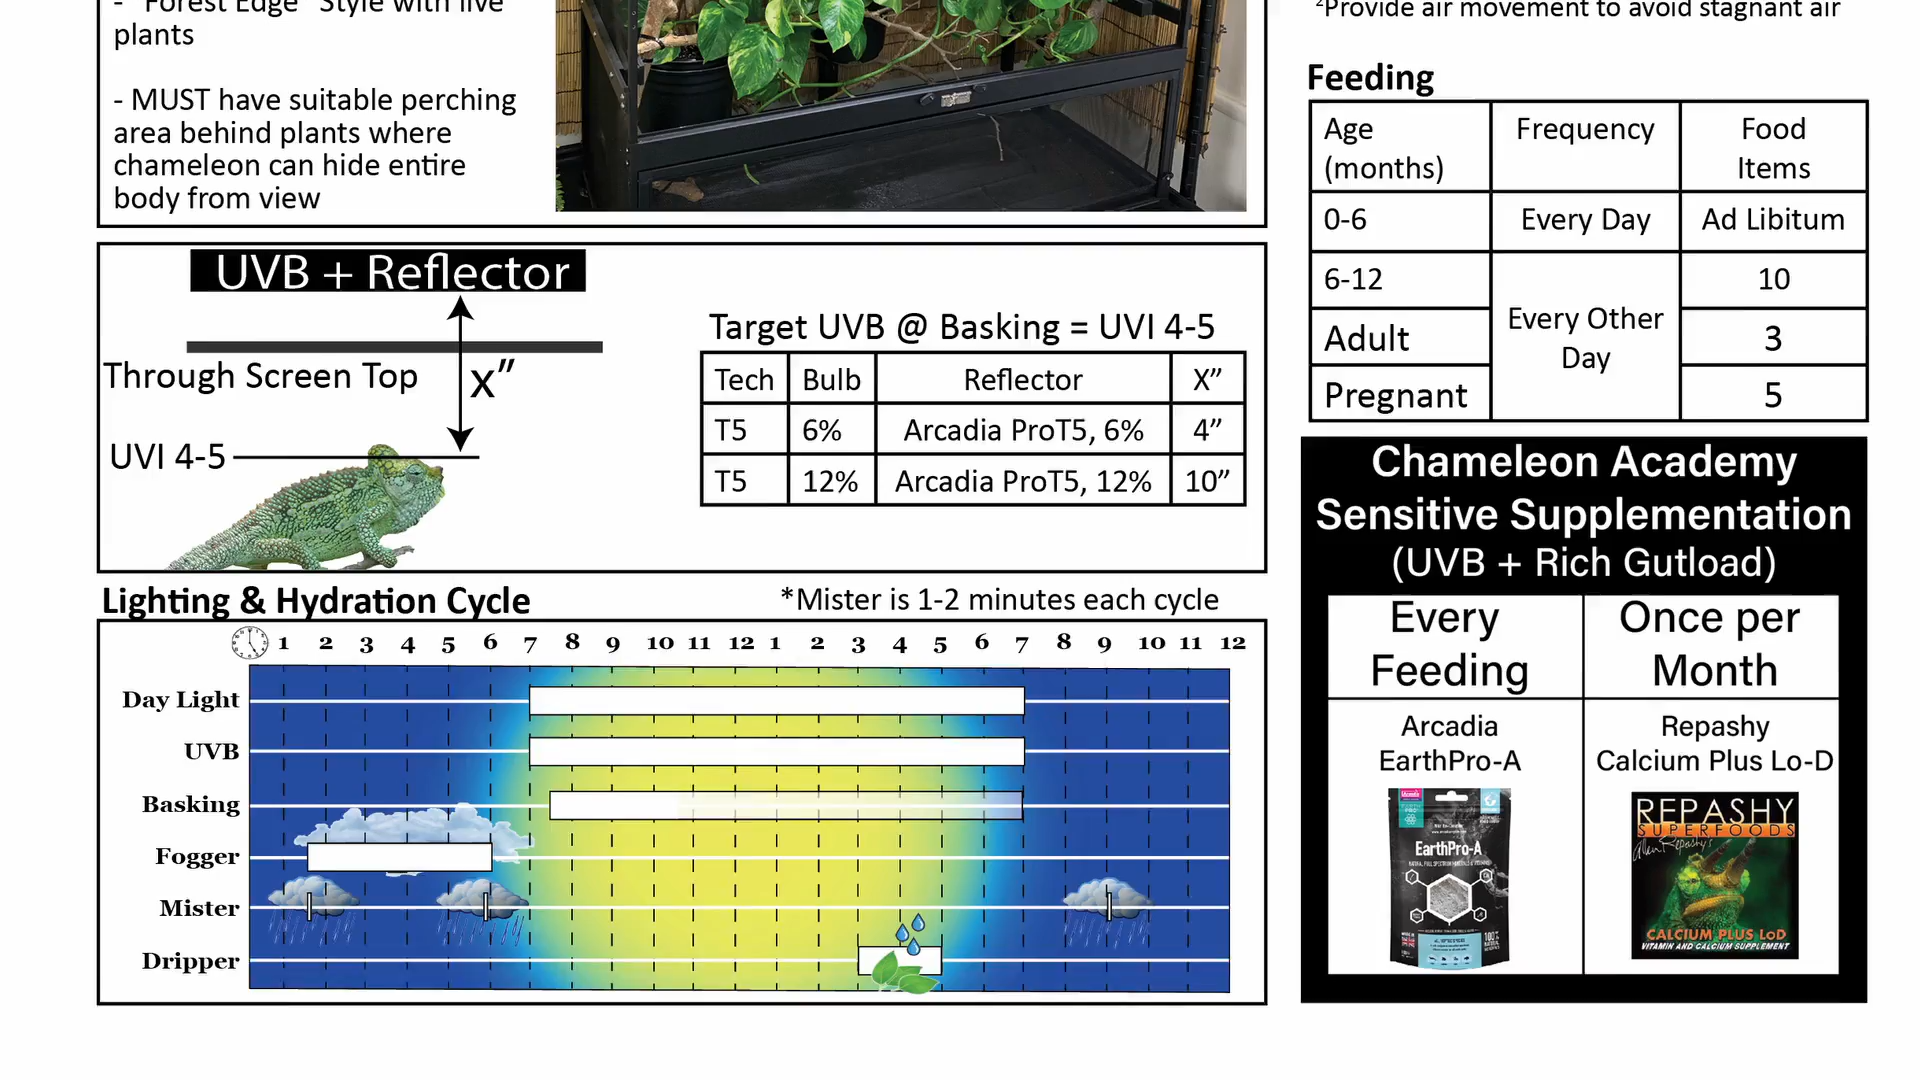 - "Forest Edge" Style with live
plants
- MUST have suitable perching
area behind plants where
chameleon can hide entire
body from view
²Provide air movement to avoid stagnant air
Feeding
Age (months) Frequency Food Items
0-6 Every Day Ad Libitum
6-12 Every Other Day 10
Adult 3
Pregnant 5
UVB + Reflector
Through Screen Top
X”
UVI 4-5
Target UVB @ Basking = UVI 4-5
Tech Bulb Reflector X”
T5 6% Arcadia ProT5, 6% 4”
T5 12% Arcadia ProT5, 12% 10”
Chameleon Academy
Sensitive Supplementation
(UVB + Rich Gutload)
Every Feeding
Once per Month
Arcadia
EarthPro-A
Repashy
Calcium Plus Lo-D
EarthPro-A
REPASHY
SUPERFOODS
Allen Repashy's
CALCIUM PLUS LoD
VITAMIN AND CALCIUM SUPPLEMENT
Lighting & Hydration Cycle
*Mister is 1-2 minutes each cycle
1 2 3 4 5 6 7 8 9 10 11 12 1 2 3 4 5 6 7 8 9 10 11 12
Day Light
UVB
Basking
Fogger
Mister
Dripper